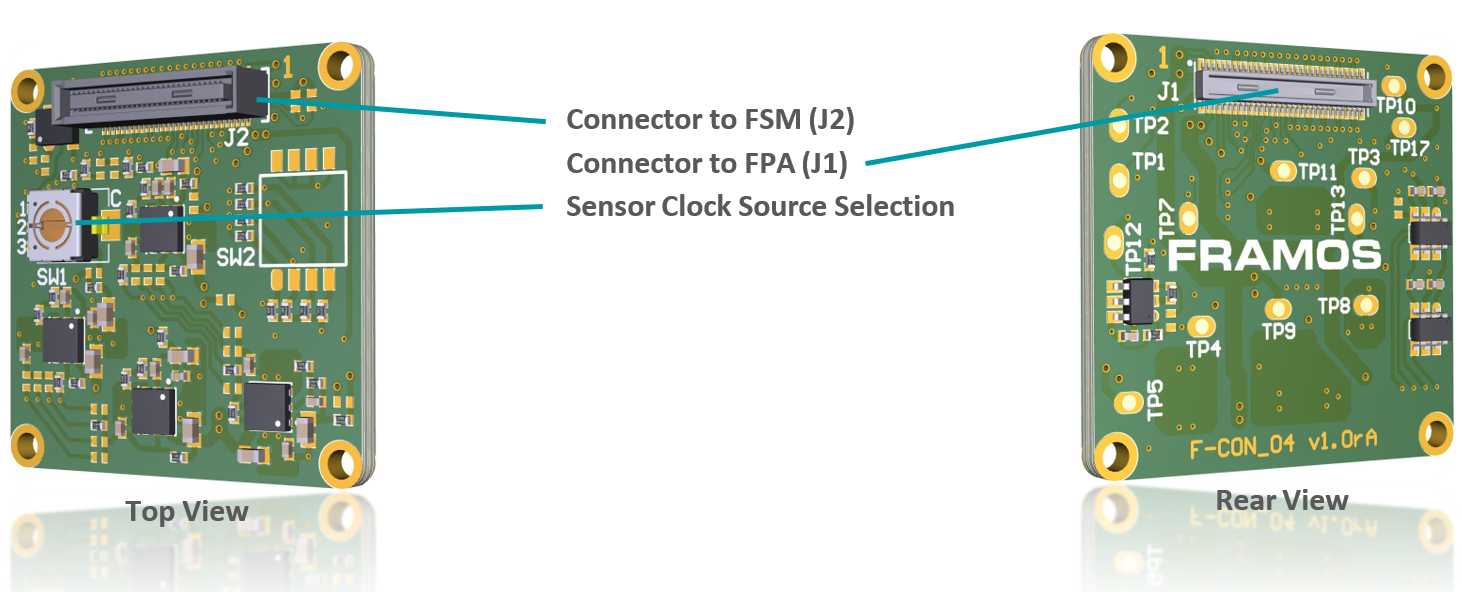 1
J2
C
1
2
3
SW1
SW2
Top View
Connector to FSM (J2)
Connector to FPA (J1)
Sensor Clock Source Selection
1
J1
TP10
TP2
TP17
TP1
TP11
TP3
TP7
TP13
TP12
FRAMOS
TP8
TP9
TP4
TP5
F-CON_04 v1.0rA
Rear View